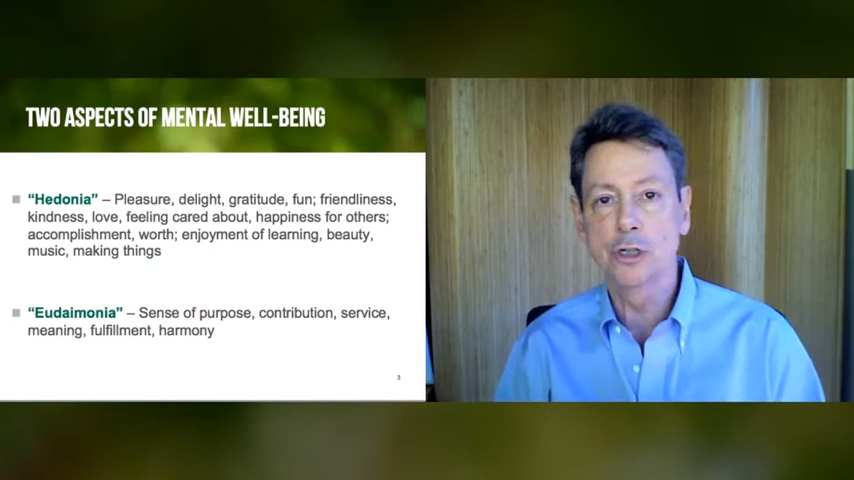 TWO ASPECTS OF MENTAL WELL-BEING
"Hedonia" – Pleasure, delight, gratitude, fun; friendliness,
kindness, love, feeling cared about, happiness for others;
accomplishment, worth; enjoyment of learning, beauty,
music, making things
"Eudaimonia" – Sense of purpose, contribution, service,
meaning, fulfillment, harmony
3